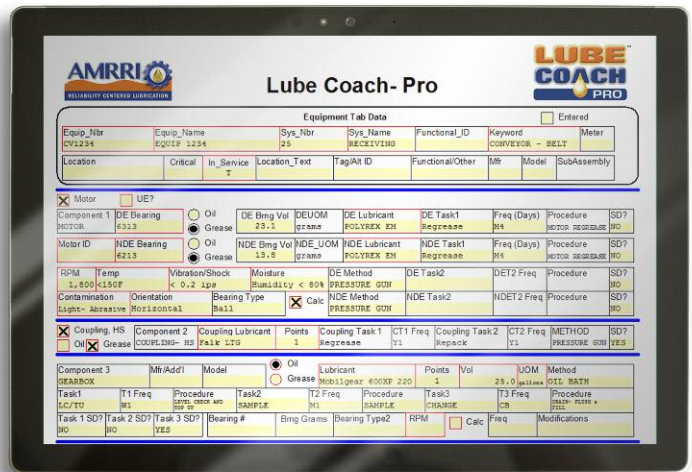 AMRRI
RELIABILITY CENTERED LUBRICATION
Lube Coach- Pro
LUBE COACH PRO
Equipment Tab Data Entered
Equip_Nbr Equip_Name Sys_Nbr Sys_Name Functional_ID Keyword Meter
CV1234 EQUIP 1234 25 RECEIVING CONVEYOR - BELT
Location Critical In_Service Location_Text Tag/Alt ID Functional/Other Mfr Model SubAssembly
T
Motor UE?
Component 1 DE Bearing Oil DE Brng Vol DEUOM DE Lubricant DE Task1 Freq (Days) Procedure SD?
MOTOR 6313 Grease 23.1 grams POLYREX EM Regrease M4 MOTOR REGREASE NO
Motor ID NDE Bearing Oil NDE Brng Vol NDE_UOM NDE Lubricant NDE Task1 Freq (Days) Procedure SD?
6213 Grease 13.8 grams POLYREX EM Regrease M4 MOTOR REGREASE NO
RPM Temp Vibration/Shock Moisture DE Method DE Task2 DET2 Freq Procedure SD?
1,800 <150F < 0.2 ips Humidity < 80% PRESSURE GUN NO
Contamination Orientation Bearing Type Calc NDE Method NDE Task2 NDET2 Freq Procedure SD?
Light- Abrasive Horizontal Ball PRESSURE GUN NO
Coupling, HS Component 2 Coupling Lubricant Points Coupling Task 1 CT1 Freq Coupling Task 2 CT2 Freq METHOD SD?
Oil Grease COUPLING- HS Falk LTG 1 Regrease Y1 Repack Y1 PRESSURE GUN YES
Component 3 Mfr/Add'l Model Oil Lubricant Points Vol UOM Method
GEARBOX Grease Mobilgear 600XP 220 1 25.0 gallons OIL BATH
Task1 T1 Freq Procedure Task2 T2 Freq Procedure Task3 T3 Freq Procedure
LC/TU W1 LEVEL CHECK AND TOP UP SAMPLE M1 SAMPLE CHANGE CB DRAIN- FLUSH & FILL
Task 1 SD? Task 2 SD? Task 3 SD? Bearing # Brng Grams Bearing Type2 RPM Calc Freq Modifications
NO NO YES